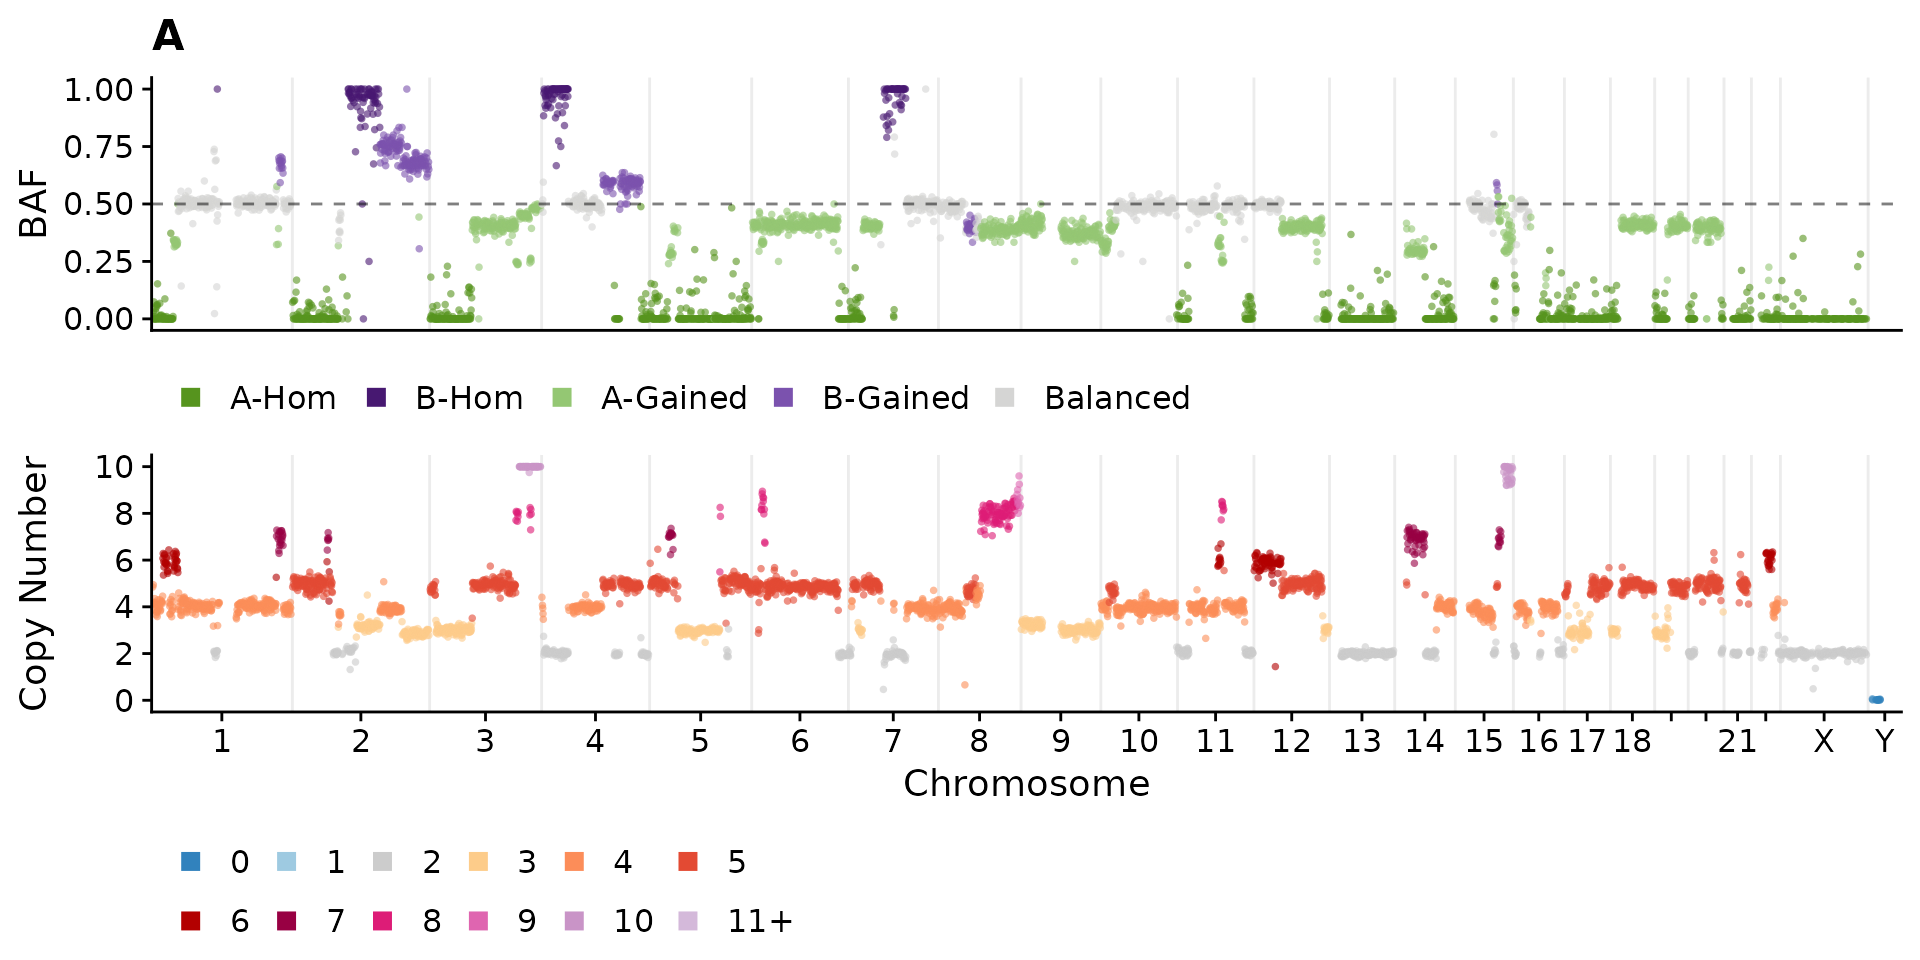 A
BAF
1.00
0.75
0.50
0.25
0.00
A-Hom B-Hom A-Gained B-Gained Balanced
Copy Number
10
8
6
4
2
0
1 2 3 4 5 6 7 8 9 10 11 12 13 14 15 16 17 18 21 X Y
Chromosome
0 1 2 3 4 5
6 7 8 9 10 11+